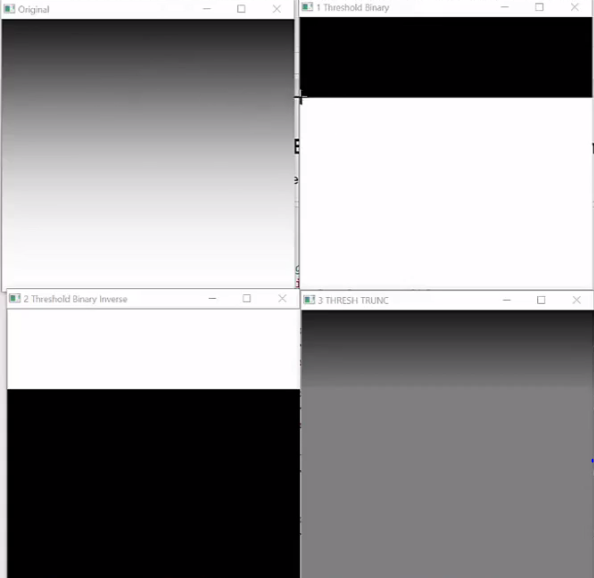 Original
1 Threshold Binary
2 Threshold Binary Inverse
3 THRESH TRUNC